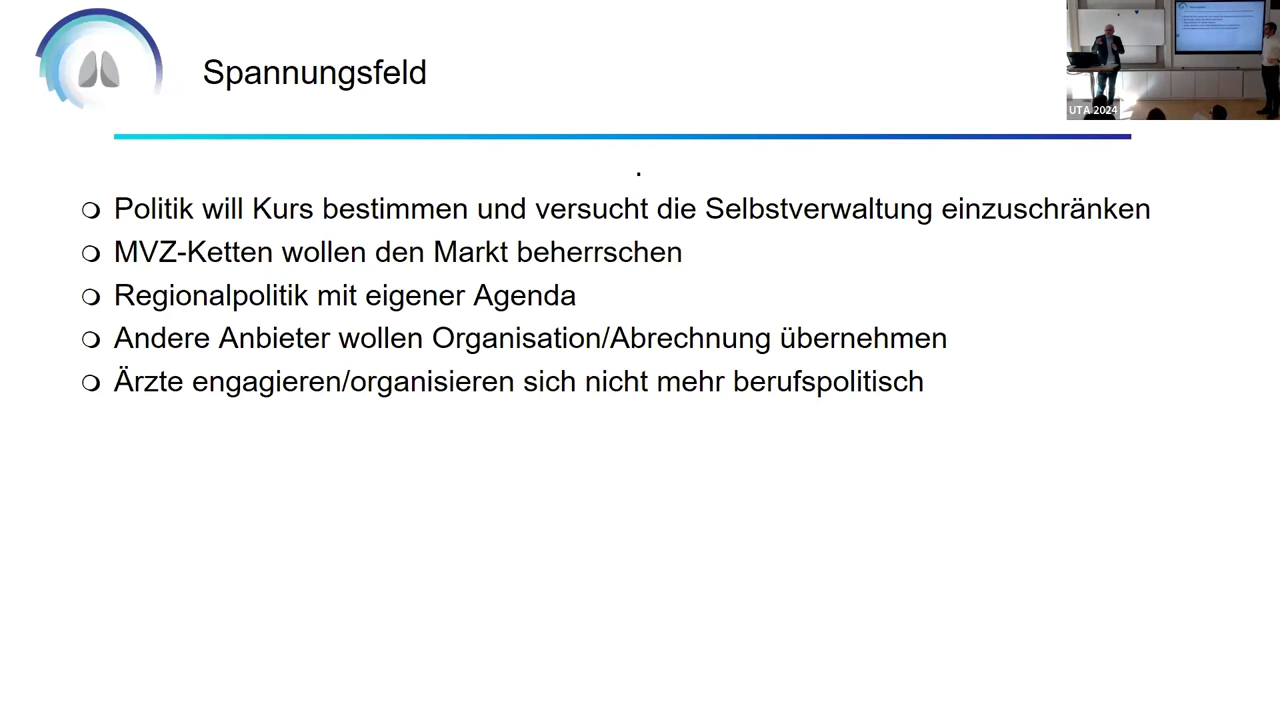 Spannungsfeld
UTA 2024
.
Politik will Kurs bestimmen und versucht die Selbstverwaltung einzuschränken
MVZ-Ketten wollen den Markt beherrschen
Regionalpolitik mit eigener Agenda
Andere Anbieter wollen Organisation/Abrechnung übernehmen
Ärzte engagieren/organisieren sich nicht mehr berufspolitisch